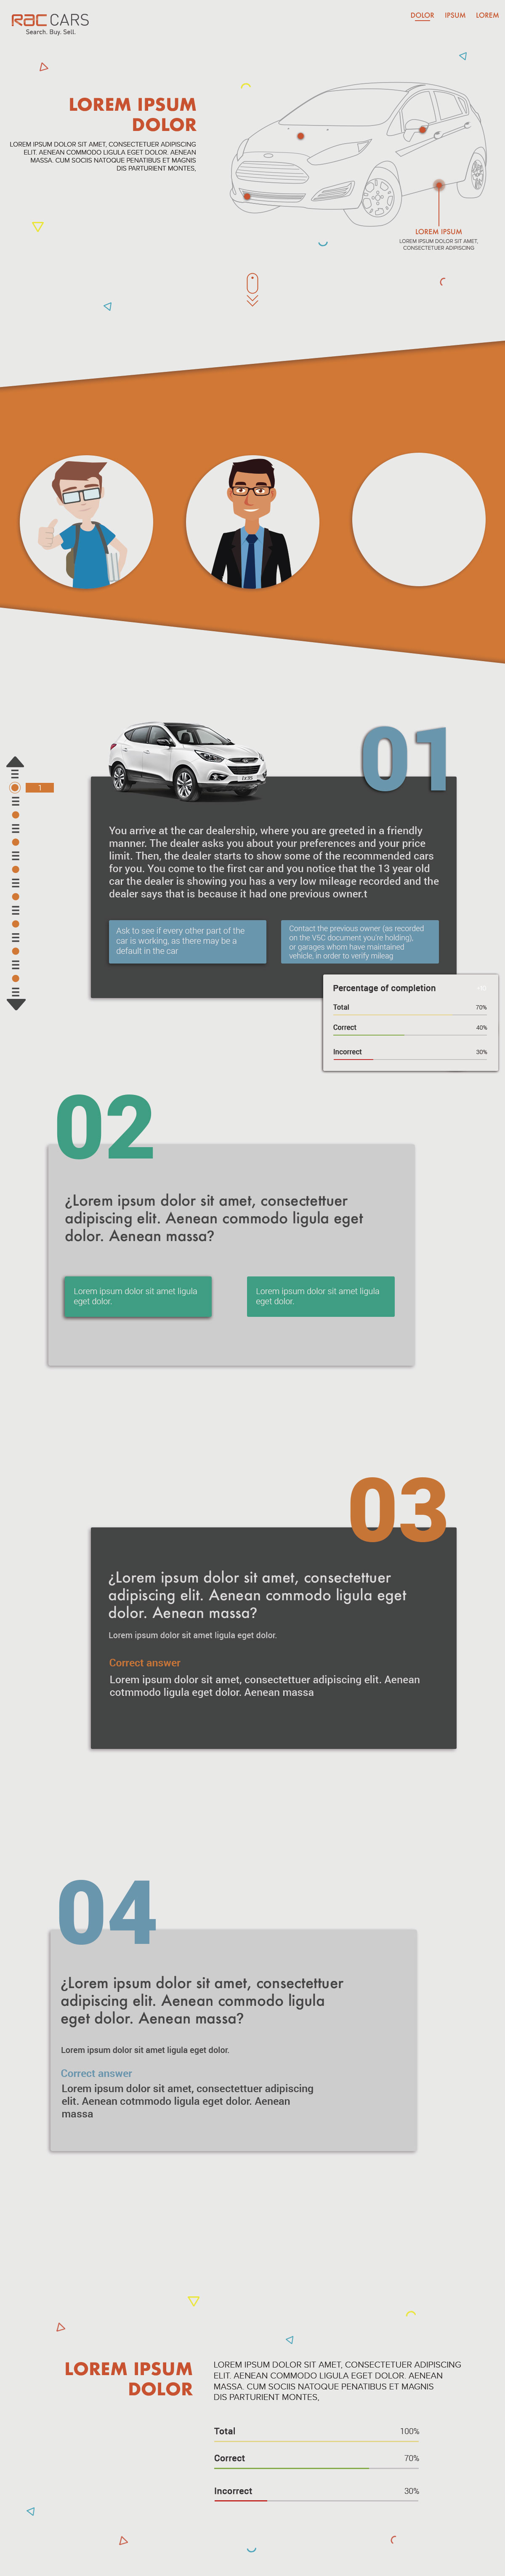 RAC CARS
Search. Buy. Sell.
DOLOR IPSUM LOREM
LOREM IPSUM
DOLOR
LOREM IPSUM DOLOR SIT AMET, CONSECTETUER ADIPISCING
ELIT. AENEAN COMMODO LIGULA EGET DOLOR. AENEAN
MASSA. CUM SOCIIS NATOQUE PENATIBUS ET MAGNIS
DIS PARTURIENT MONTES,
LOREM IPSUM
LOREM IPSUM DOLOR SIT AMET,
CONSECTETUER ADIPISCING
01
1
You arrive at the car dealership, where you are greeted in a friendly
manner. The dealer asks you about your preferences and your price
limit. Then, the dealer starts to show some of the recommended cars
for you. You come to the first car and you notice that the 13 year old
car the dealer is showing you has a very low mileage recorded and the
dealer says that is because it had one previous owner.t
Ask to see if every other part of the
car is working, as there may be a
default in the car
Contact the previous owner (as recorded
on the V5C document you're holding),
or garages whom have maintained
vehicle, in order to verify mileag
Percentage of completion
Total 70%
Correct 40%
Incorrect 30%
02
¿Lorem ipsum dolor sit amet, consectettuer
adipiscing elit. Aenean commodo ligula eget
dolor. Aenean massa?
Lorem ipsum dolor sit amet ligula
eget dolor.
Lorem ipsum dolor sit amet ligula
eget dolor.
03
¿Lorem ipsum dolor sit amet, consectettuer
adipiscing elit. Aenean commodo ligula eget
dolor. Aenean massa?
Lorem ipsum dolor sit amet ligula eget dolor.
Correct answer
Lorem ipsum dolor sit amet, consectettuer adipiscing elit. Aenean
cotmmodo ligula eget dolor. Aenean massa
04
¿Lorem ipsum dolor sit amet, consectettuer
adipiscing elit. Aenean commodo ligula
eget dolor. Aenean massa?
Lorem ipsum dolor sit amet ligula eget dolor.
Correct answer
Lorem ipsum dolor sit amet, consectettuer adipiscing
elit. Aenean cotmmodo ligula eget dolor. Aenean
massa
LOREM IPSUM
DOLOR
LOREM IPSUM DOLOR SIT AMET, CONSECTETUER ADIPISCING
ELIT. AENEAN COMMODO LIGULA EGET DOLOR. AENEAN
MASSA. CUM SOCIIS NATOQUE PENATIBUS ET MAGNIS
DIS PARTURIENT MONTES,
Total 100%
Correct 70%
Incorrect 30%